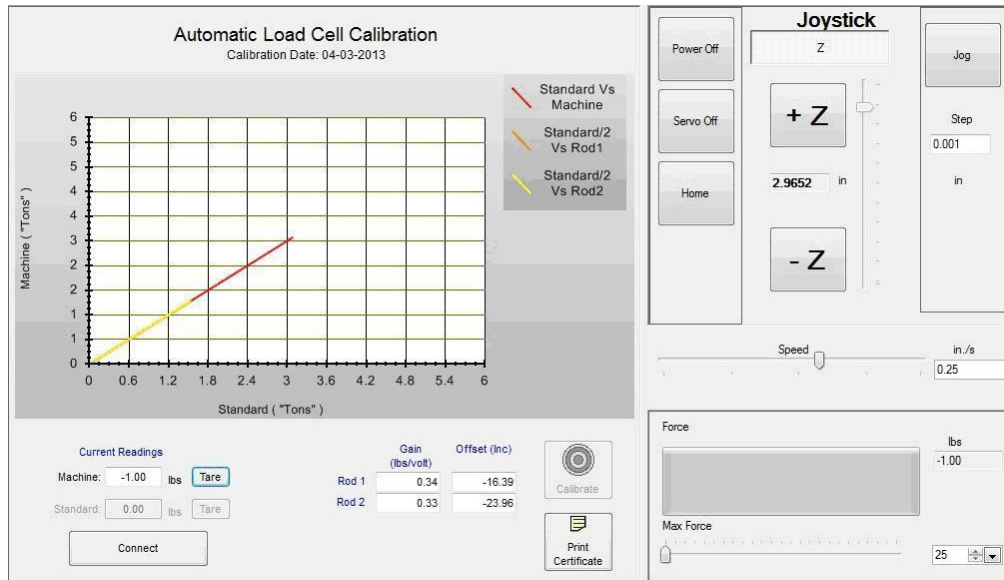 Automatic Load Cell Calibration
Calibration Date: 04-03-2013
Standard Vs
Machine
Standard/2
Vs Rod1
Standard/2
Vs Rod2
Machine ( "Tons" )
6
5
5
4
4
3
2
2
1
1
0
0 0.6 1.2 1.8 2.4 3 3.6 4.2 4.8 5.4 6
Standard ( "Tons" )
Current Readings
Machine: -1.00 lbs Tare
Standard: 0.00 lbs Tare
Connect
Gain
(lbs/volt)
Offset (Inc)
Rod 1 0.34 -16.39
Rod 2 0.33 -23.96
Calibrate
Print
Certificate
Joystick
Z
Power Off
Servo Off
Home
+ Z
2.9652 in
- Z
Jog
Step
0.001
in
Speed
in./s
0.25
Force
lbs
-1.00
Max Force
25